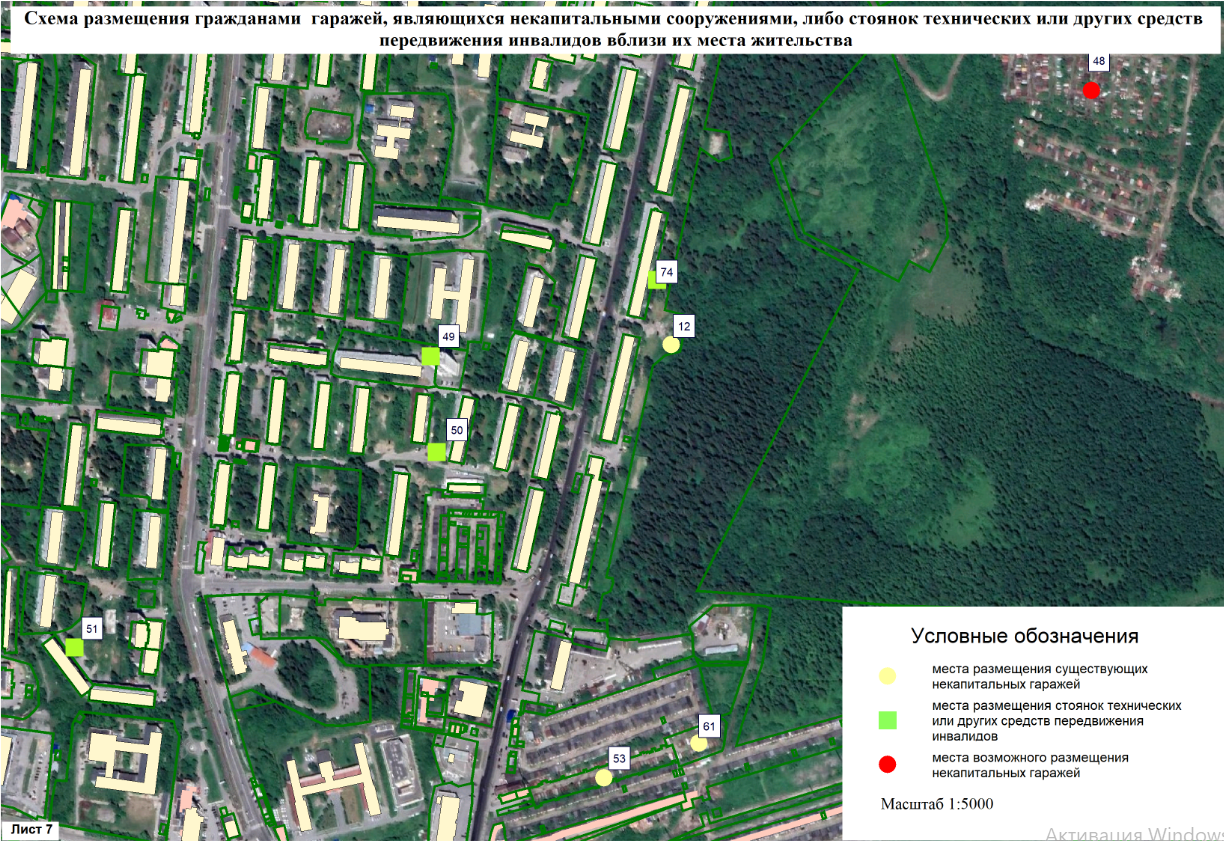 Схема размещения гражданами гаражей, являющихся некапитальными сооружениями, либо стоянок технических или других средств
передвижения инвалидов вблизи их места жительства
48
74
12
49
50
51
61
53
Условные обозначения
места размещения существующих
некапитальных гаражей
места размещения стоянок технических
или других средств передвижения
инвалидов
места возможного размещения
некапитальных гаражей
Масштаб 1:5000
Лист 7
Активация Windows